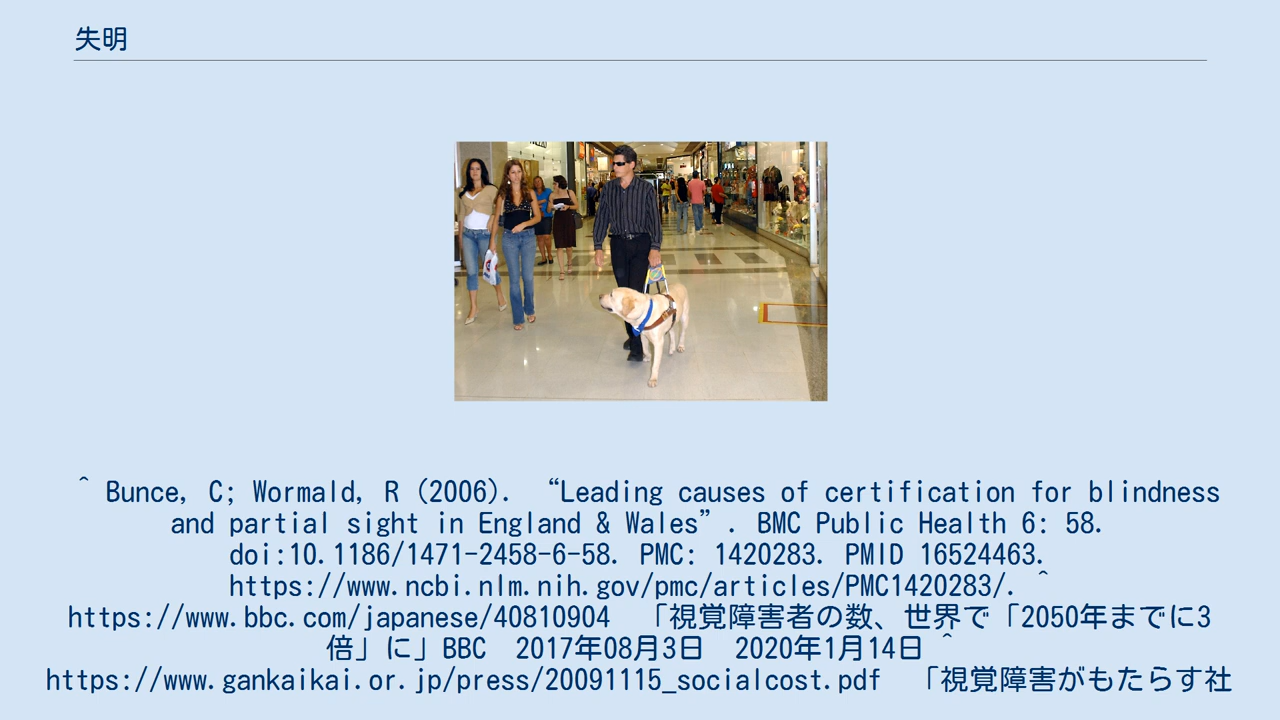 失明
^ Bunce, C; Wormald, R (2006). “Leading causes of certification for blindness
and partial sight in England & Wales”. BMC Public Health 6: 58.
doi:10.1186/1471-2458-6-58. PMC: 1420283. PMID 16524463.
https://www.ncbi.nlm.nih.gov/pmc/articles/PMC1420283/. ^
https://www.bbc.com/japanese/40810904　「視覚障害者の数、世界で「2050年までに3
倍」に」BBC　2017年08月3日　2020年1月14日 ^
https://www.gankaikai.or.jp/press/20091115_socialcost.pdf　「視覚障害がもたらす社